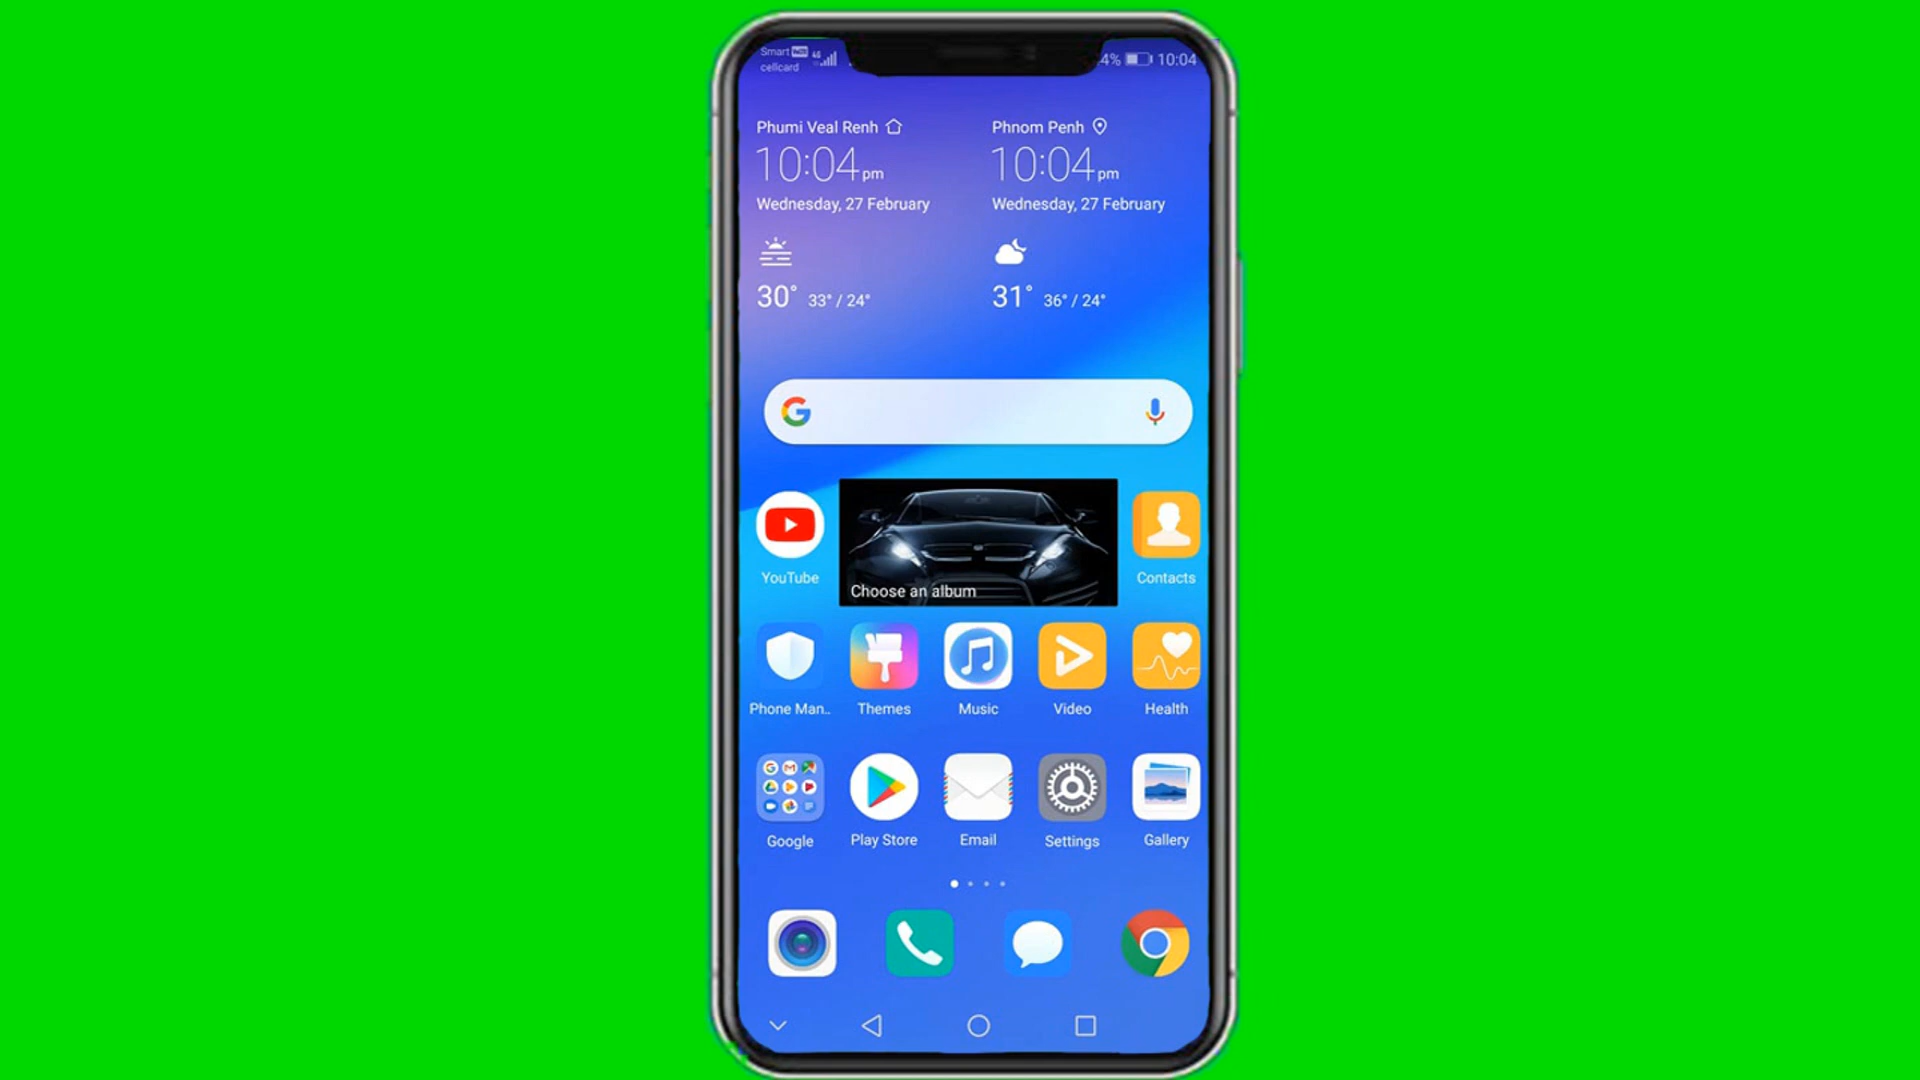 Smart VoLTE 4G
cellcard
4% 10:04
Phumi Veal Renh
Phnom Penh
10:04 pm
10:04 pm
Wednesday, 27 February
Wednesday, 27 February
30° 33° / 24°
31° 36° / 24°
Choose an album
YouTube
Contacts
Phone Man..
Themes
Music
Video
Health
Google
Play Store
Email
Settings
Gallery